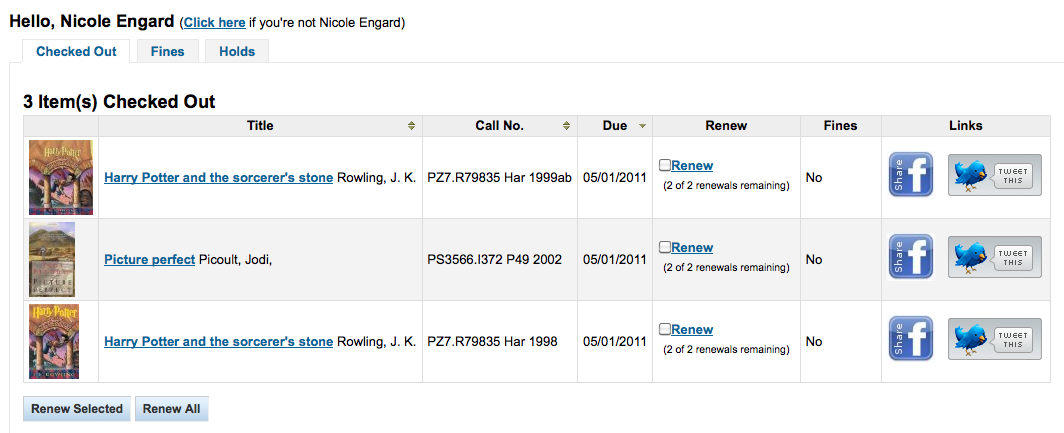 Hello, Nicole Engard (Click here if you're not Nicole Engard)
Checked Out Fines Holds
3 Item(s) Checked Out
Title Call No. Due Renew Fines Links
Harry Potter
Harry Potter and the sorcerer's stone Rowling, J. K. PZ7.R79835 Har 1999ab 05/01/2011 Renew No Share f TWEET THIS
(2 of 2 renewals remaining)
Picture perfect Picoult, Jodi, PS3566.I372 P49 2002 05/01/2011 Renew No Share f TWEET THIS
(2 of 2 renewals remaining)
PICTURE
PERFECT
Harry Potter
Harry Potter and the sorcerer's stone Rowling, J. K. PZ7.R79835 Har 1998 05/01/2011 Renew No Share f TWEET THIS
(2 of 2 renewals remaining)
J. K. ROWLING
Renew Selected Renew All